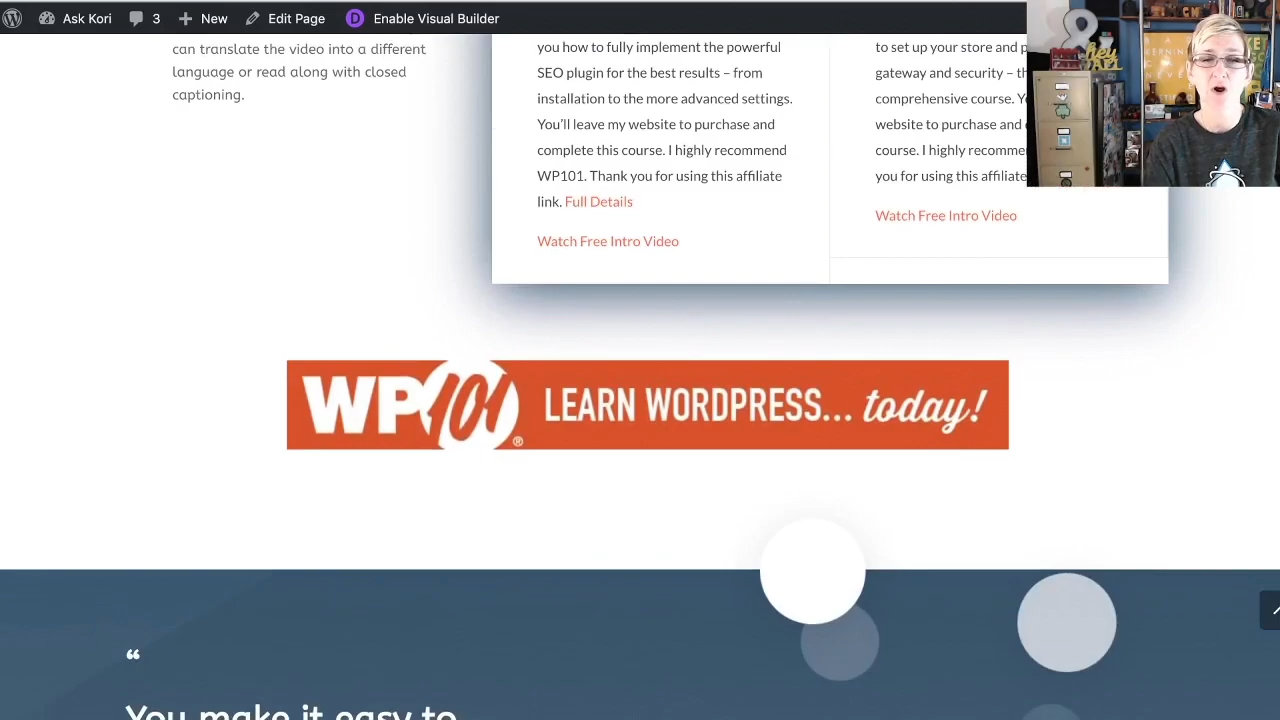 Ask Kori
3
New
Edit Page
Enable Visual Builder
can translate the video into a different
language or read along with closed
captioning.
you how to fully implement the powerful
SEO plugin for the best results – from
installation to the more advanced settings.
You'll leave my website to purchase and
complete this course. I highly recommend
WP101. Thank you for using this affiliate
link. Full Details
Watch Free Intro Video
to set up your store and
gateway and security –
comprehensive course.
website to purchase and
course. I highly
you for using this affiliate
Watch Free Intro Video
WP101® LEARN WORDPRESS... today!
“
You make it easy to